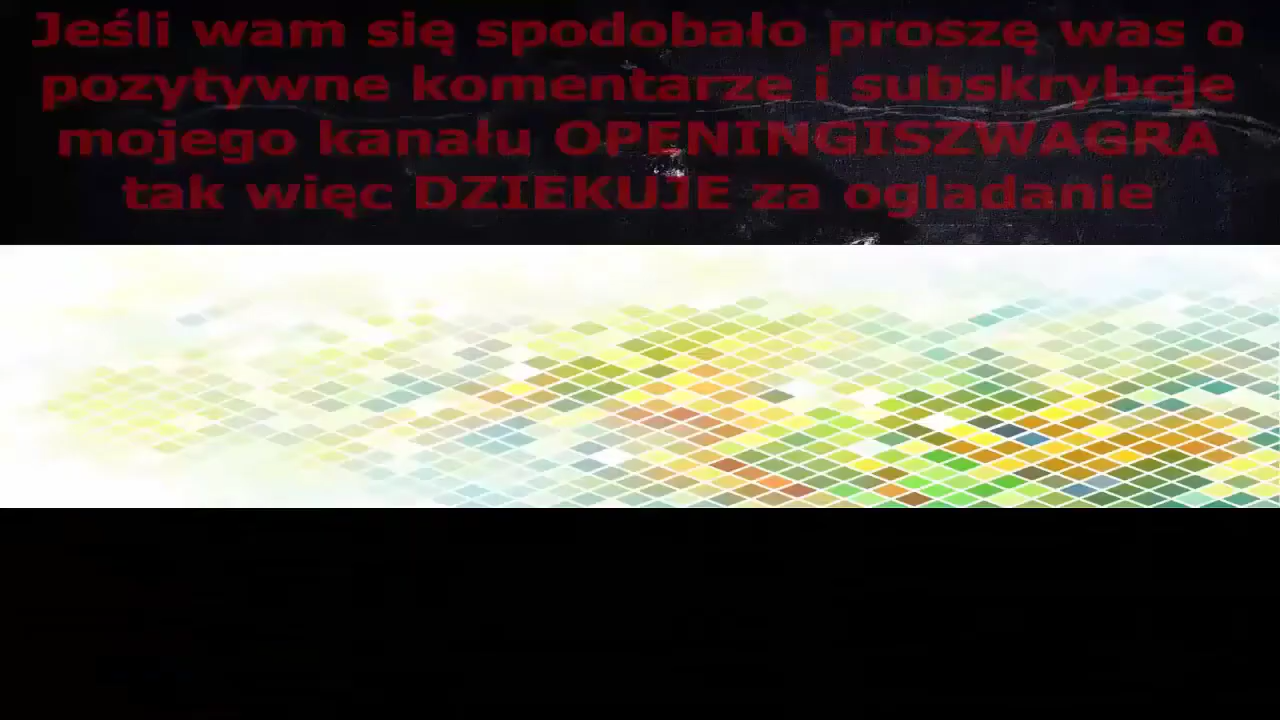 Jeśli wam się spodobało proszę was o
pozytywne komentarze i subskrybcje
mojego kanału OPENINGISZWAGRA
tak więc DZIEKUJE za ogladanie